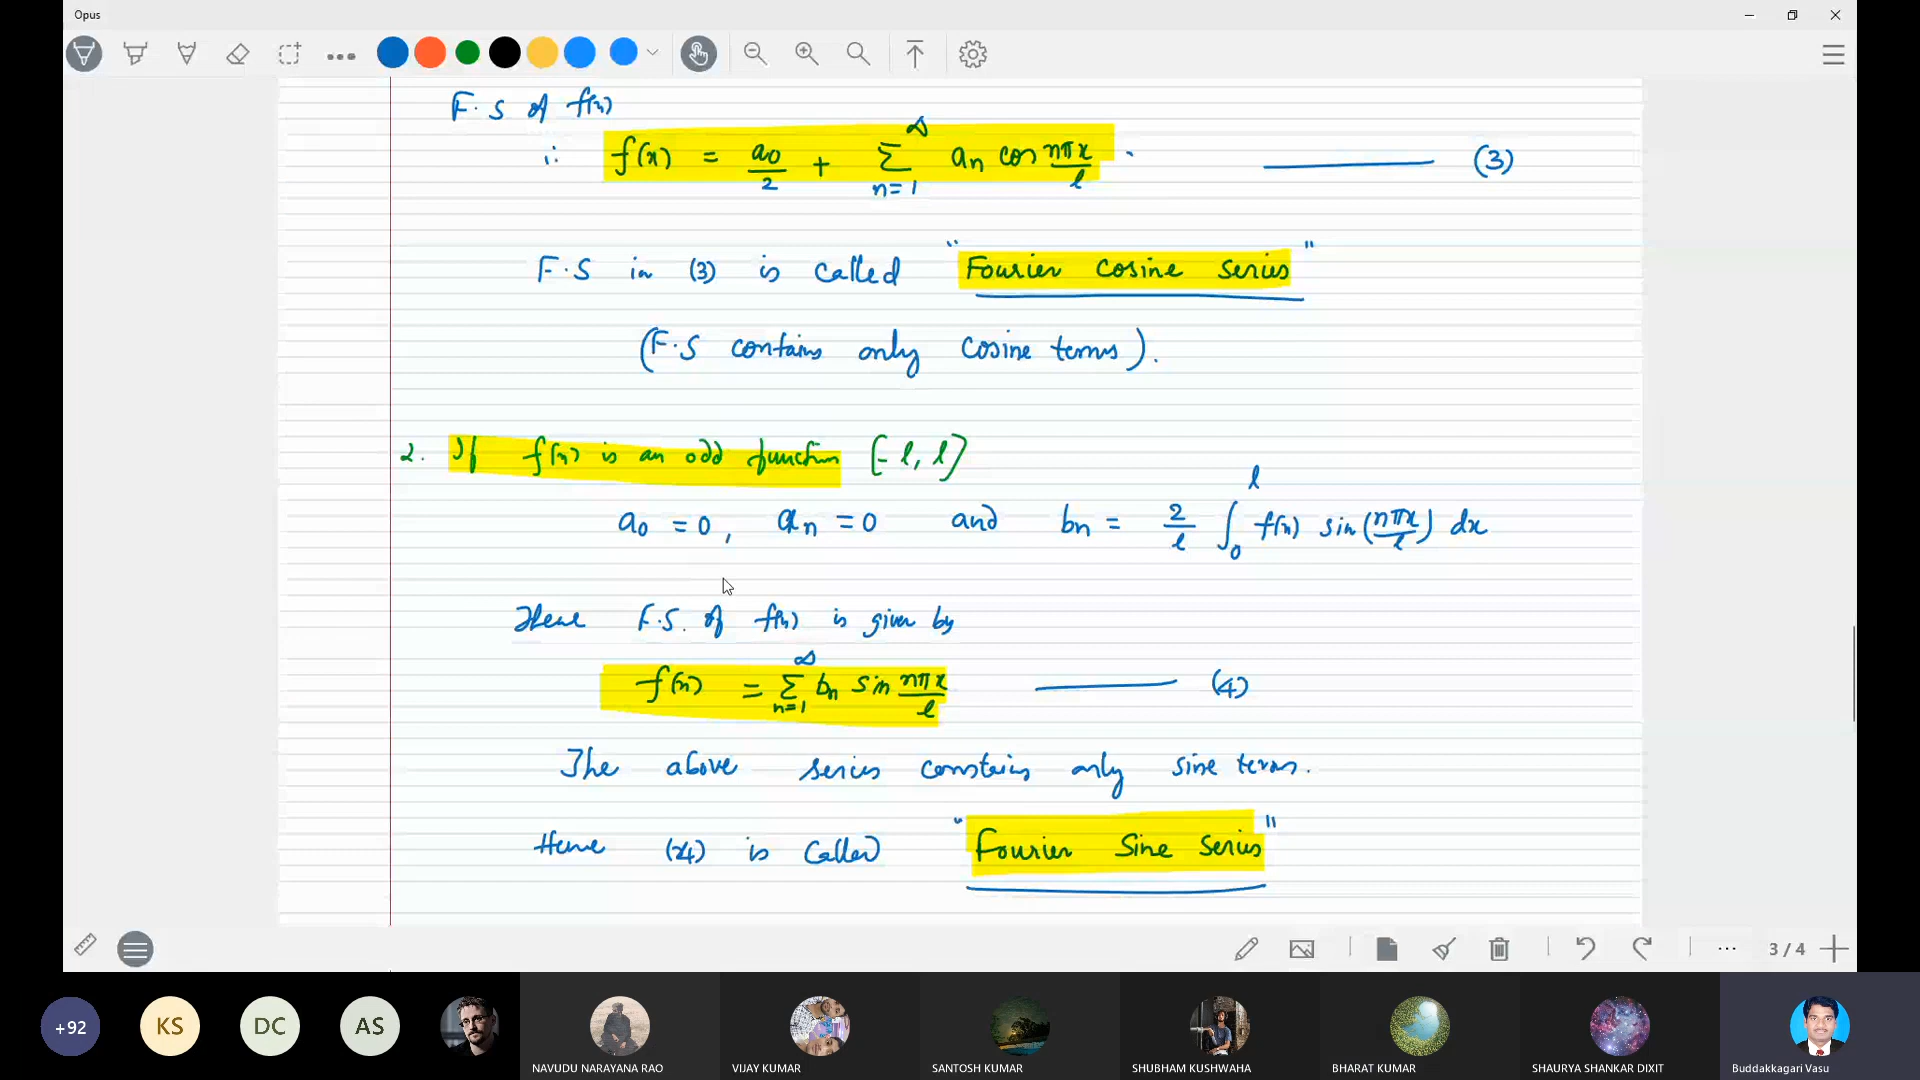 Opus
F.S of f(x)
∴ f(x) = a0/2 + ∑_{n=1}^{∞} an cos nπx/l . ——— (3)
F.S in (3) is called "Fourier Cosine Series"
(F.S contains only Cosine terms).
2. If f(x) is an odd function [-l, l]
a0 = 0, an = 0 and bn = 2/l ∫_0^l f(x) sin(nπx/l) dx
Hence F.S. of f(x) is given by
f(x) = ∑_{n=1}^{∞} bn sin nπx/l ——— (4)
The above series constains only sine terms.
Hence (4) is called "Fourier Sine Series"
3 / 4
+92
KS
DC
AS
NAVUDU NARAYANA RAO
VIJAY KUMAR
SANTOSH KUMAR
SHUBHAM KUSHWAHA
BHARAT KUMAR
SHAURYA SHANKAR DIXIT
Buddakkagari Vasu